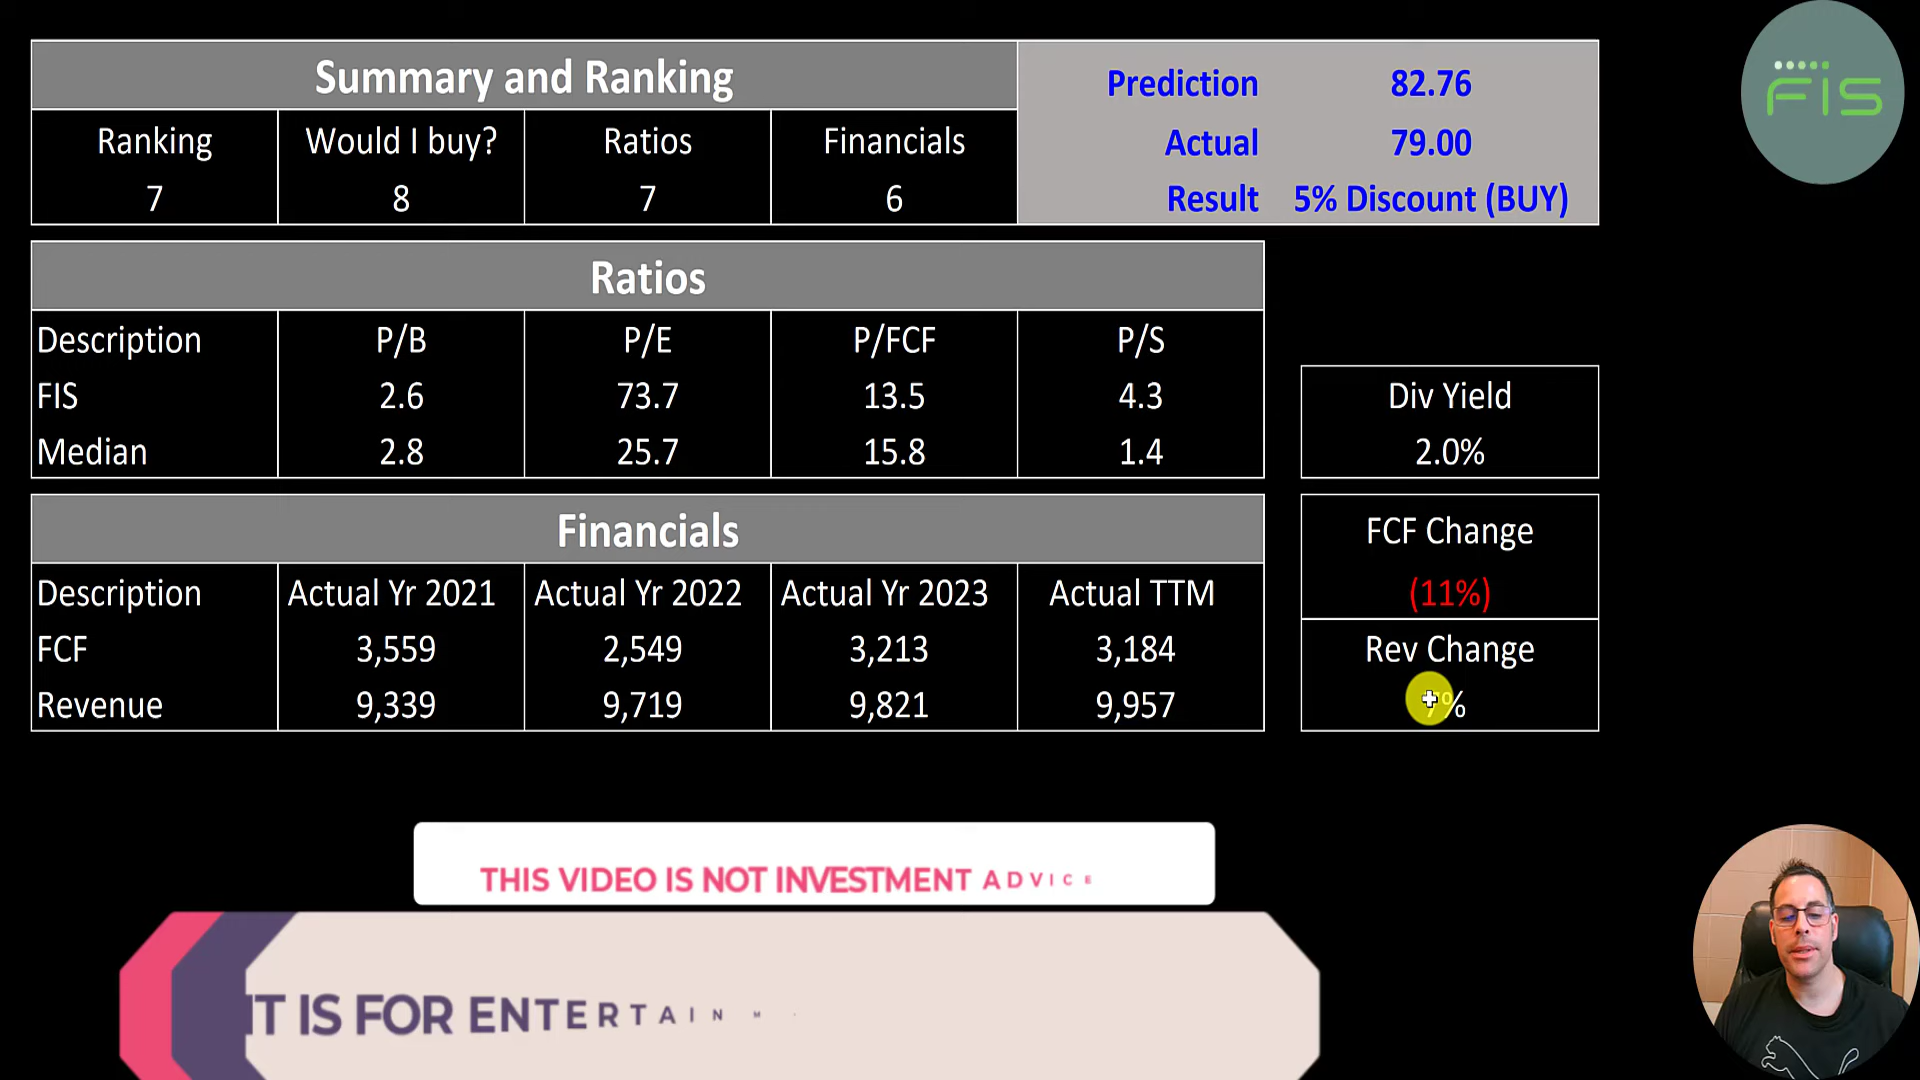 Summary and Ranking
Ranking Would I buy? Ratios Financials
7 8 7 6
Prediction 82.76
Actual 79.00
Result 5% Discount (BUY)
FIS
Ratios
Description P/B P/E P/FCF P/S
FIS 2.6 73.7 13.5 4.3
Median 2.8 25.7 15.8 1.4
Div Yield
2.0%
Financials
Description Actual Yr 2021 Actual Yr 2022 Actual Yr 2023 Actual TTM
FCF 3,559 2,549 3,213 3,184
Revenue 9,339 9,719 9,821 9,957
FCF Change
(11%)
Rev Change
7%
THIS VIDEO IS NOT INVESTMENT ADVICE
IT IS FOR ENTERTAINM